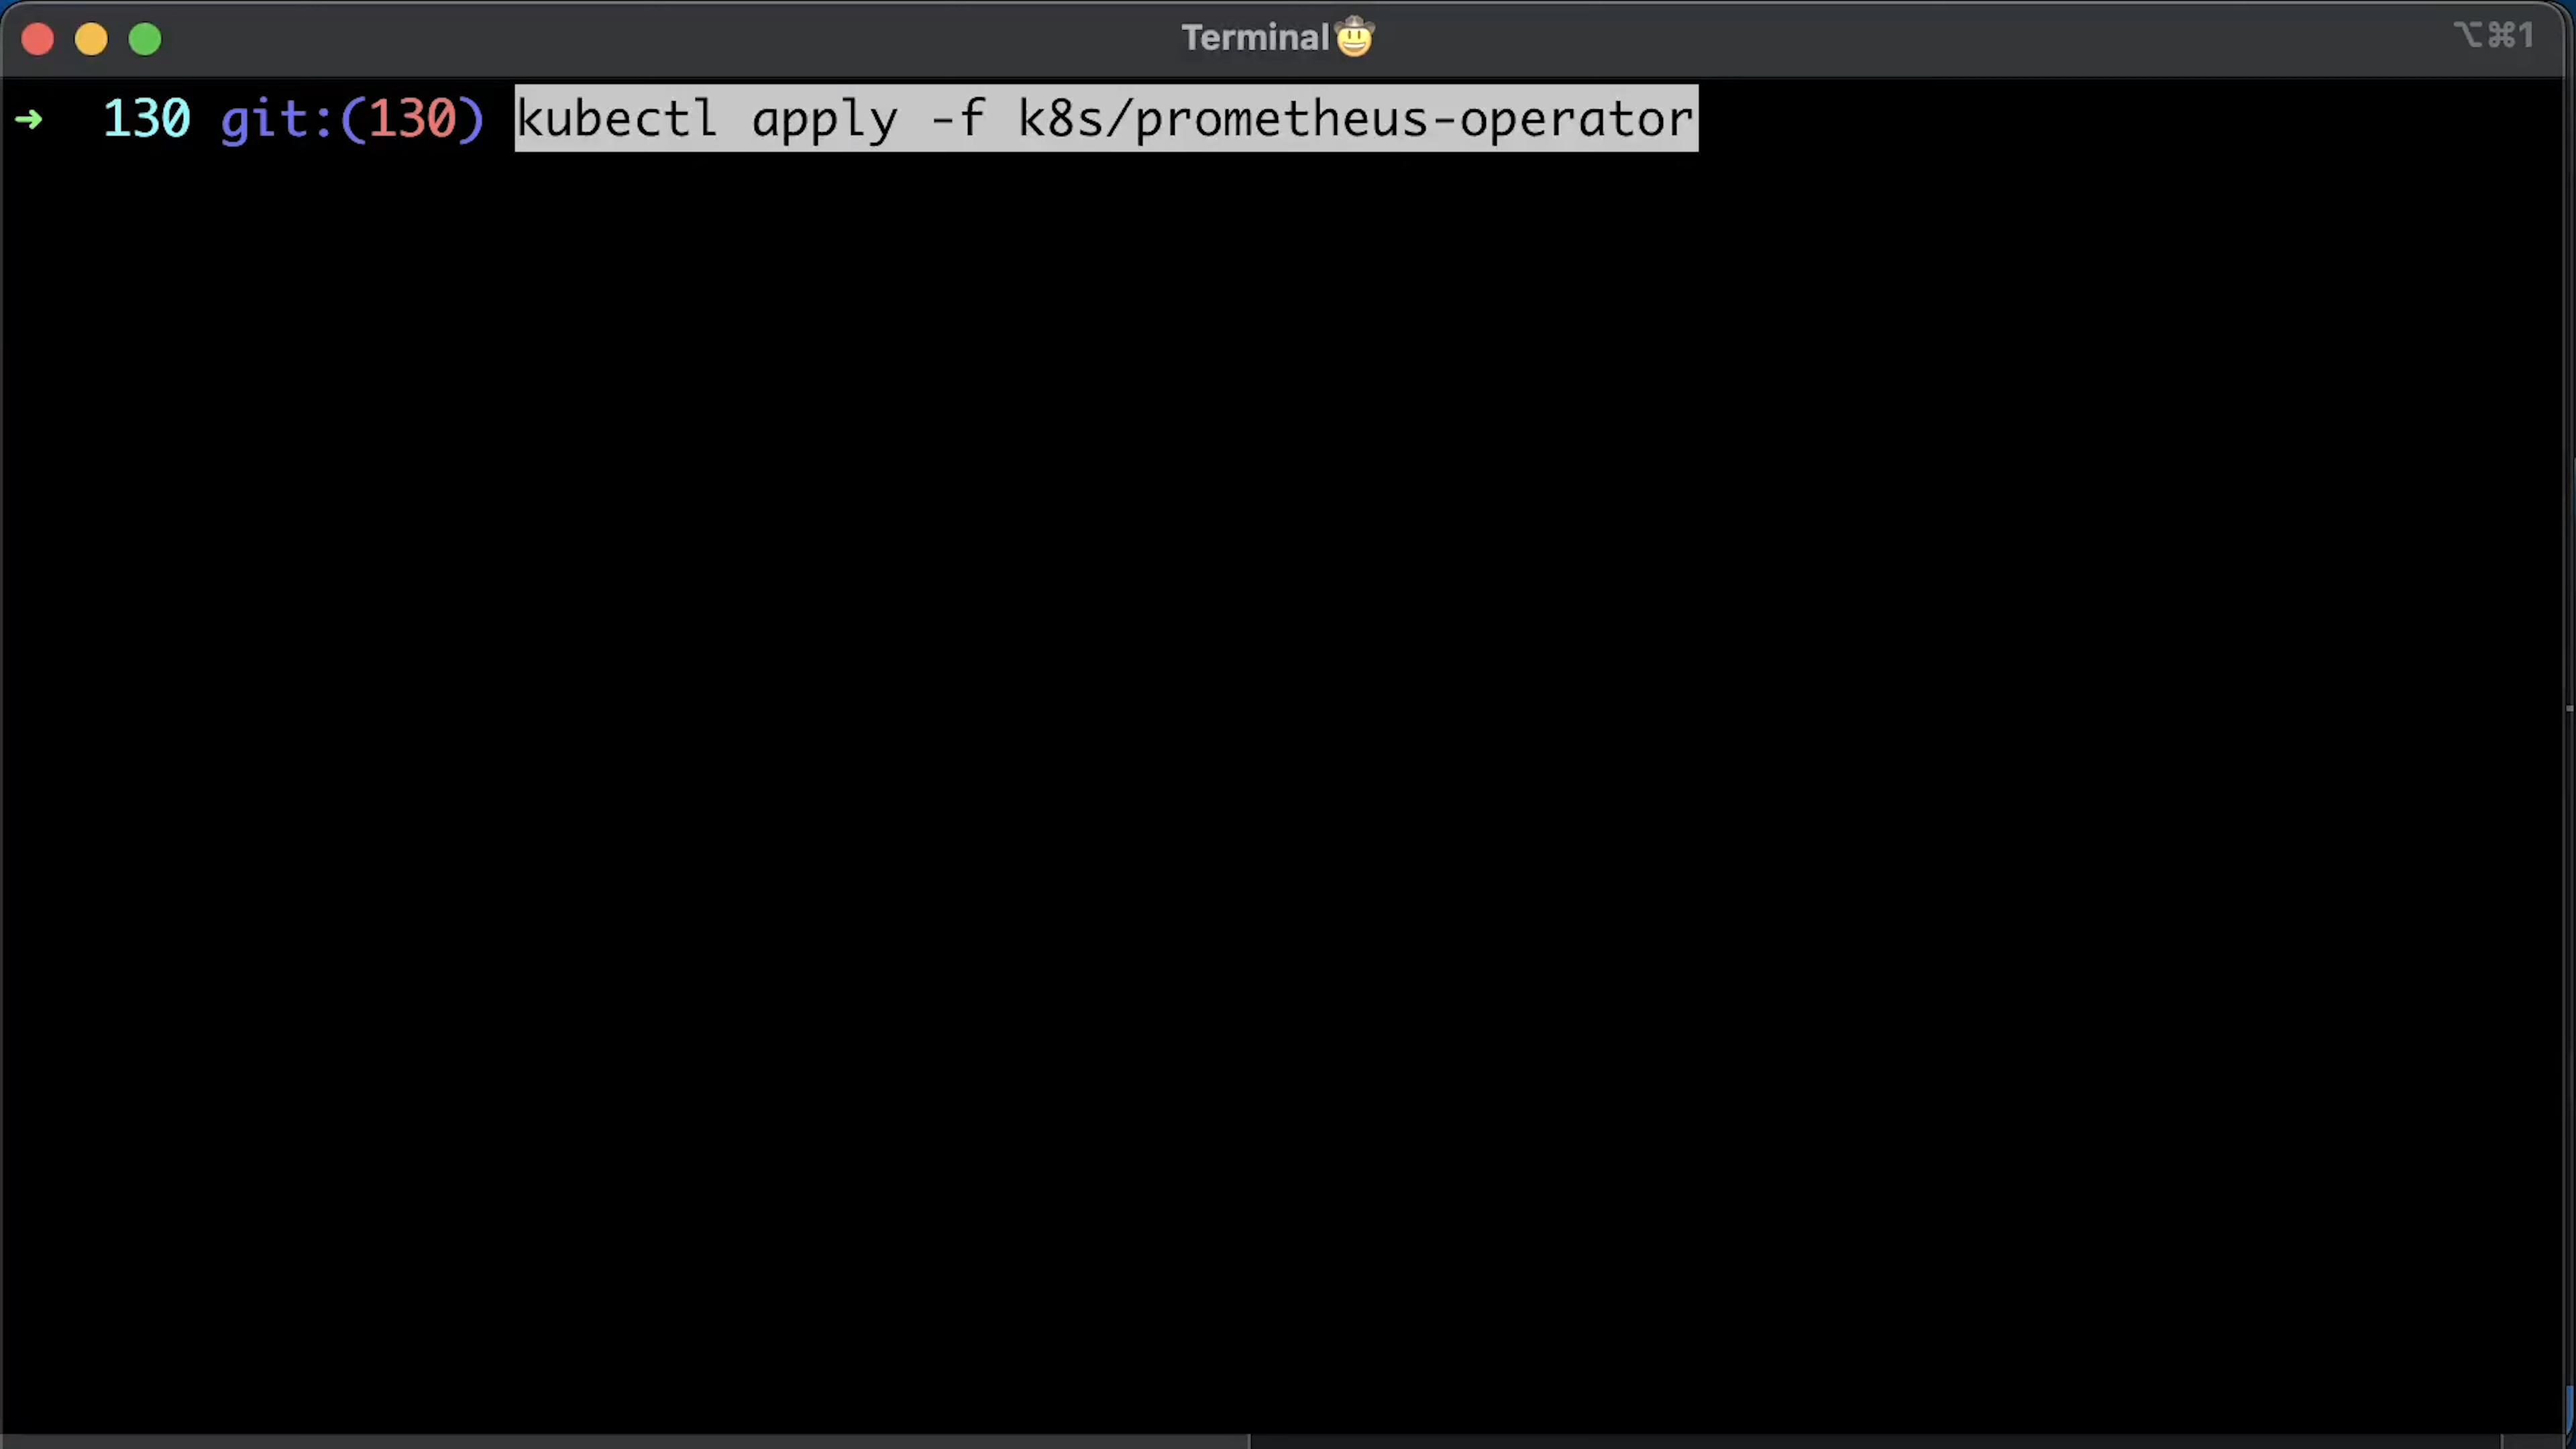 Terminal🤠
⌥⌘1
➜ 130 git:(130) kubectl apply -f k8s/prometheus-operator